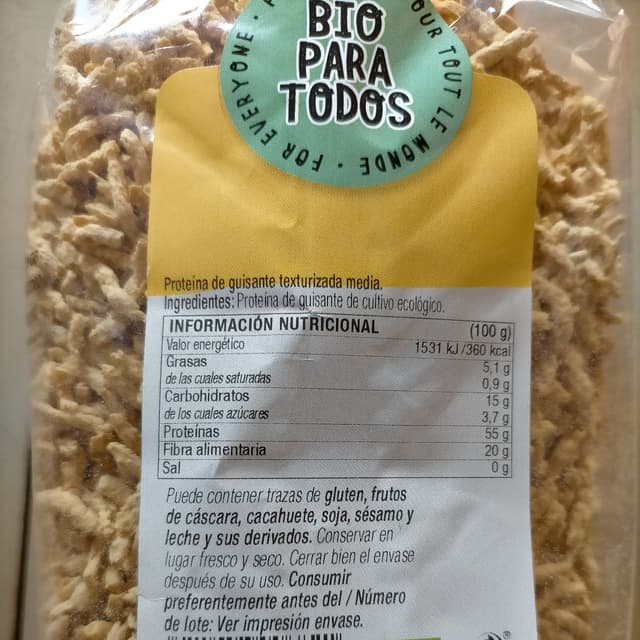 BIO
PARA
TODOS
FOR EVERYONE ·
OUR TOUT LE MONDE ·
Proteina de guisante texturizada media.
Ingredientes: Proteína de guisante de cultivo ecológico.
INFORMACIÓN NUTRICIONAL (100 g)
Valor energético 1531 kJ/360 kcal
Grasas 5,1 g
de las cuales saturadas 0,9 g
Carbohidratos 15 g
de los cuales azúcares 3,7 g
Proteínas 55 g
Fibra alimentaria 20 g
Sal 0 g
Puede contener trazas de gluten, frutos
de cáscara, cacahuete, soja, sésamo y
leche y sus derivados. Conservar en
lugar fresco y seco. Cerrar bien el envase
después de su uso. Consumir
preferentemente antes del / Número
de lote: Ver impresión envase.